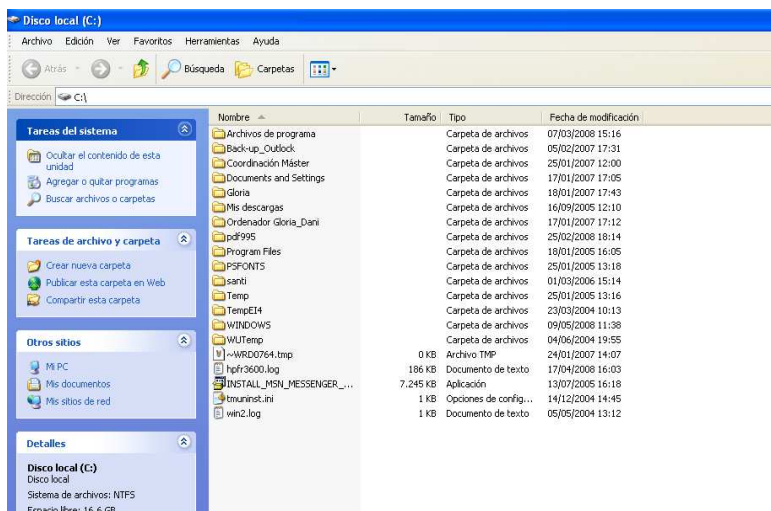 Disco local (C:)
Archivo Edición Ver Favoritos Herramientas Ayuda
Atrás Búsqueda Carpetas
Dirección C:\
Tareas del sistema
Ocultar el contenido de esta
unidad
Agregar o quitar programas
Buscar archivos o carpetas
Tareas de archivo y carpeta
Crear nueva carpeta
Publicar esta carpeta en Web
Compartir esta carpeta
Otros sitios
Mi PC
Mis documentos
Mis sitios de red
Detalles
Disco local (C:)
Disco local
Sistema de archivos: NTFS
Espacio libre: 16,6 GB
Nombre Tamaño Tipo Fecha de modificación
Archivos de programa Carpeta de archivos 07/03/2008 15:16
Back-up_Outlock Carpeta de archivos 05/02/2007 17:31
Coordinación Máster Carpeta de archivos 25/01/2007 12:00
Documents and Settings Carpeta de archivos 17/01/2007 17:05
Gloria Carpeta de archivos 18/01/2007 17:43
Mis descargas Carpeta de archivos 16/09/2005 12:10
Ordenador Gloria_Dani Carpeta de archivos 17/01/2007 17:12
pdf995 Carpeta de archivos 25/02/2008 18:14
Program Files Carpeta de archivos 18/01/2005 16:05
PSFONTS Carpeta de archivos 25/01/2005 13:18
santi Carpeta de archivos 01/03/2006 15:14
Temp Carpeta de archivos 25/01/2005 13:16
TempEI4 Carpeta de archivos 23/03/2004 10:13
WINDOWS Carpeta de archivos 09/05/2008 11:38
WUTemp Carpeta de archivos 04/06/2004 19:55
~WRD0764.tmp 0 KB Archivo TMP 24/01/2007 14:07
hpfr3600.log 186 KB Documento de texto 17/04/2008 16:03
INSTALL_MSN_MESSENGER_... 7.245 KB Aplicación 13/07/2005 16:18
tmuninst.ini 1 KB Opciones de config... 14/12/2004 14:45
win2.log 1 KB Documento de texto 05/05/2004 13:12